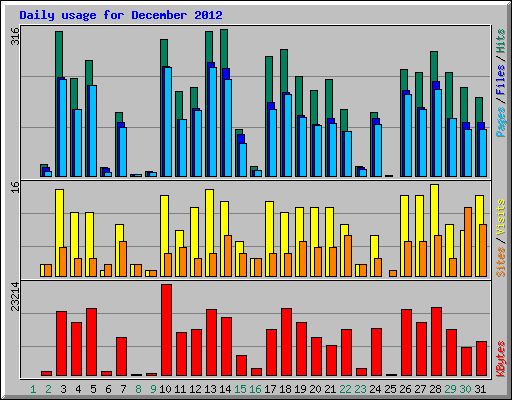 Daily usage for December 2012
316
Pages / Files / Hits
16
Sites / Visits
23214
KBytes
1 2 3 4 5 6 7 8 9 10 11 12 13 14 15 16 17 18 19 20 21 22 23 24 25 26 27 28 29 30 31